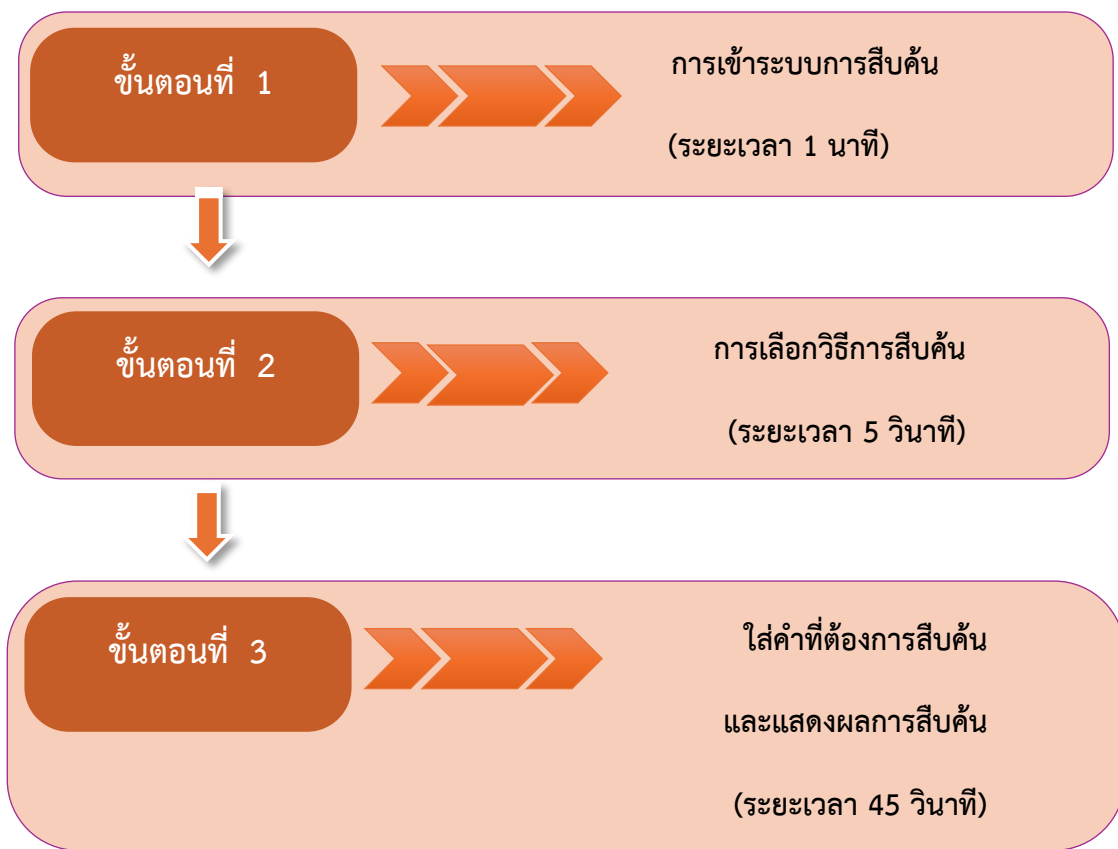 ขั้นตอนที่ 1
การเข้าระบบการสืบค้น
(ระยะเวลา 1 นาที)
ขั้นตอนที่ 2
การเลือกวิธีการสืบค้น
(ระยะเวลา 5 วินาที)
ขั้นตอนที่ 3
ใส่คำที่ต้องการสืบค้น
และแสดงผลการสืบค้น
(ระยะเวลา 45 วินาที)